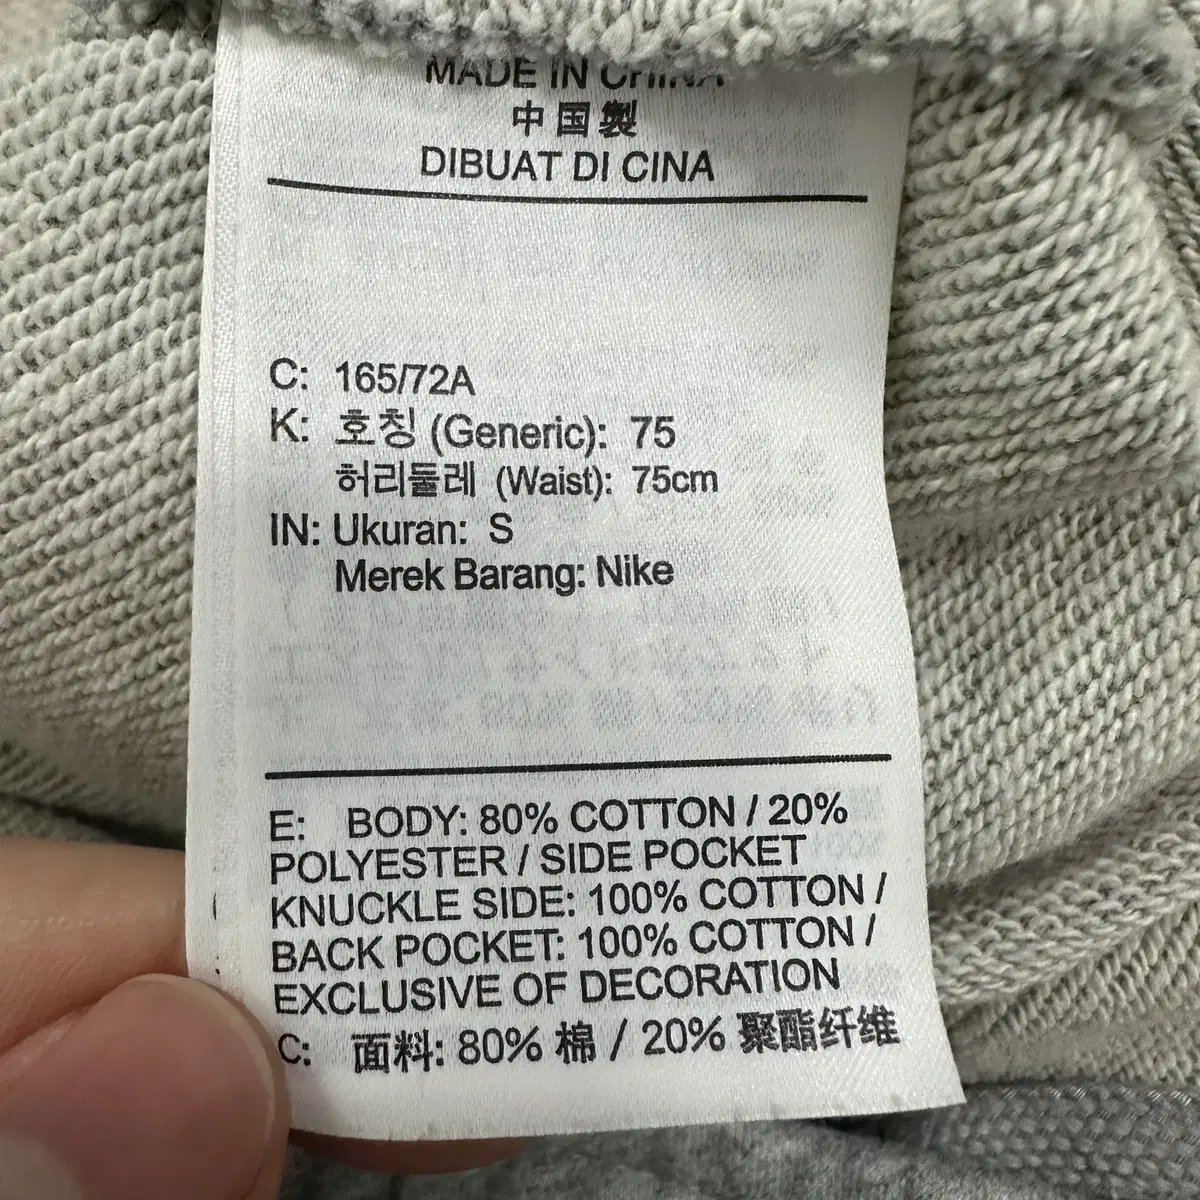 MADE IN CHINA
中国製
DIBUAT DI CINA
C: 165/72A
K: 호칭 (Generic): 75
허리둘레 (Waist): 75cm
IN: Ukuran: S
Merek Barang: Nike
E: BODY: 80% COTTON / 20%
POLYESTER / SIDE POCKET
KNUCKLE SIDE: 100% COTTON /
BACK POCKET: 100% COTTON /
EXCLUSIVE OF DECORATION
C: 面料: 80% 棉 / 20% 聚酯纤维